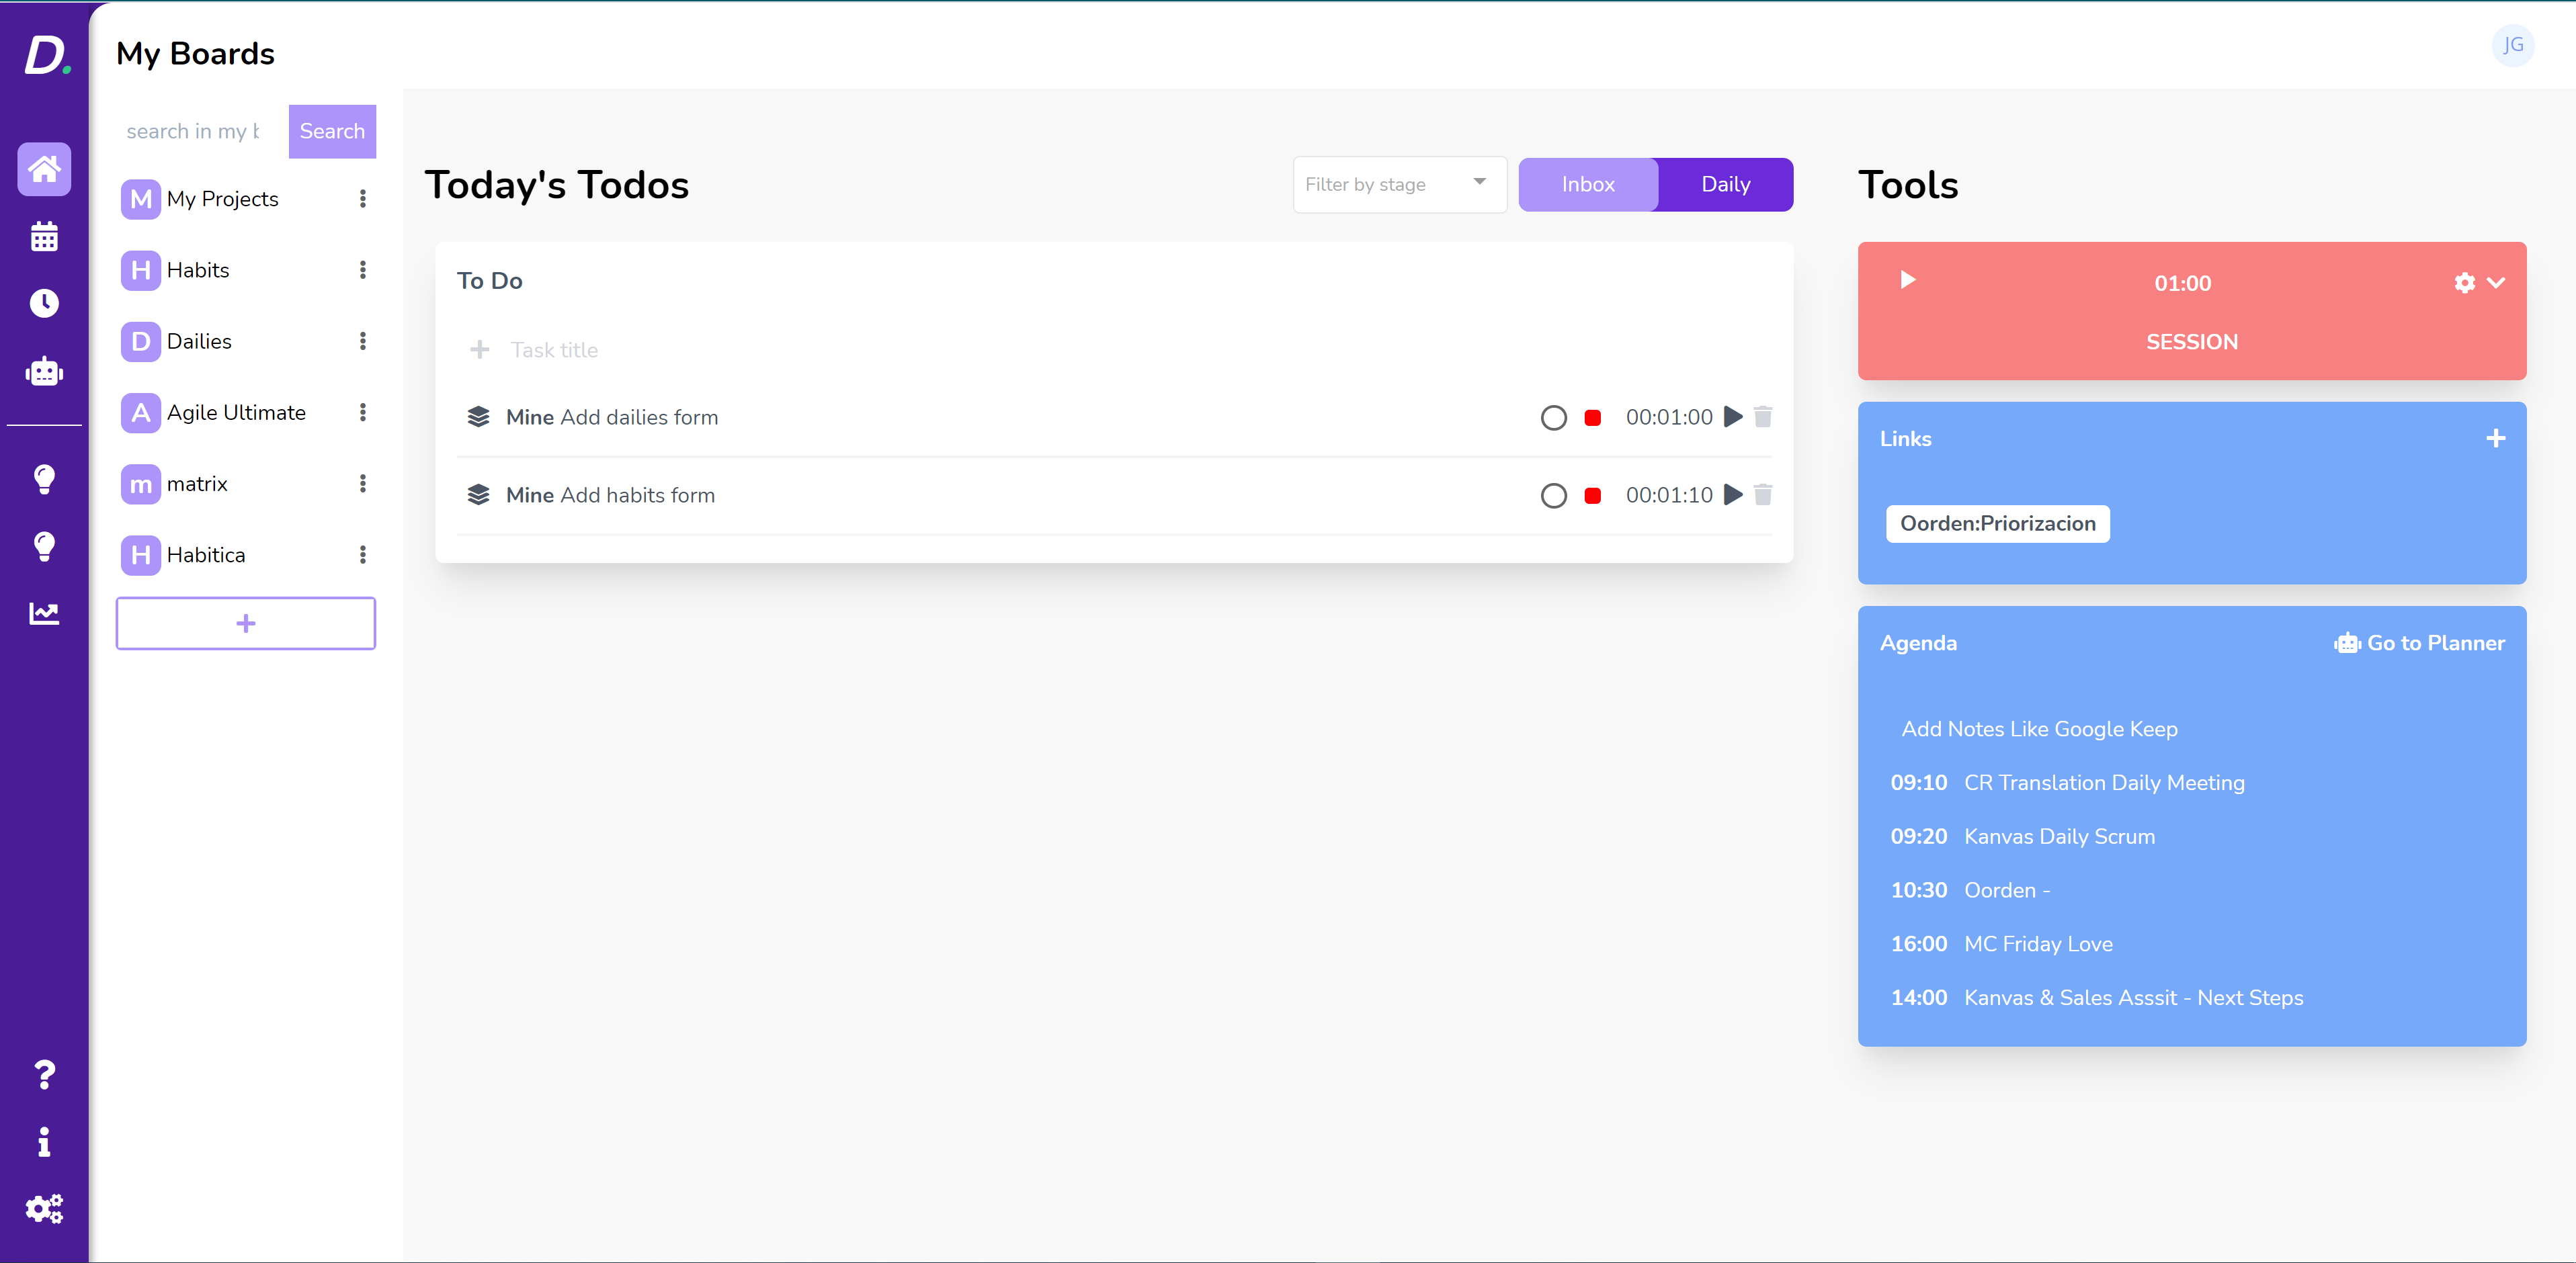 D.
My Boards
JG
search in my b
Search
M My Projects
H Habits
D Dailies
A Agile Ultimate
m matrix
H Habitica
+
Today's Todos
Filter by stage
Inbox
Daily
To Do
+ Task title
Mine Add dailies form 00:01:00
Mine Add habits form 00:01:10
Tools
01:00
SESSION
Links +
Oorden:Priorizacion
Agenda Go to Planner
Add Notes Like Google Keep
09:10 CR Translation Daily Meeting
09:20 Kanvas Daily Scrum
10:30 Oorden -
16:00 MC Friday Love
14:00 Kanvas & Sales Asssit - Next Steps